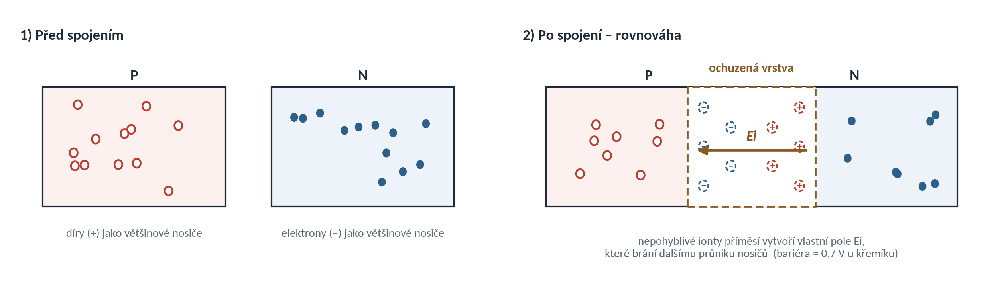 1) Před spojením
2) Po spojení – rovnováha
P
N
P
ochuzená vrstva
N
− +
− +
Ei
− +
− +
− +
díry (+) jako většinové nosiče
elektrony (−) jako většinové nosiče
nepohyblivé ionty příměsí vytvoří vlastní pole Ei,
které brání dalšímu průniku nosičů (bariéra ≈ 0,7 V u křemíku)